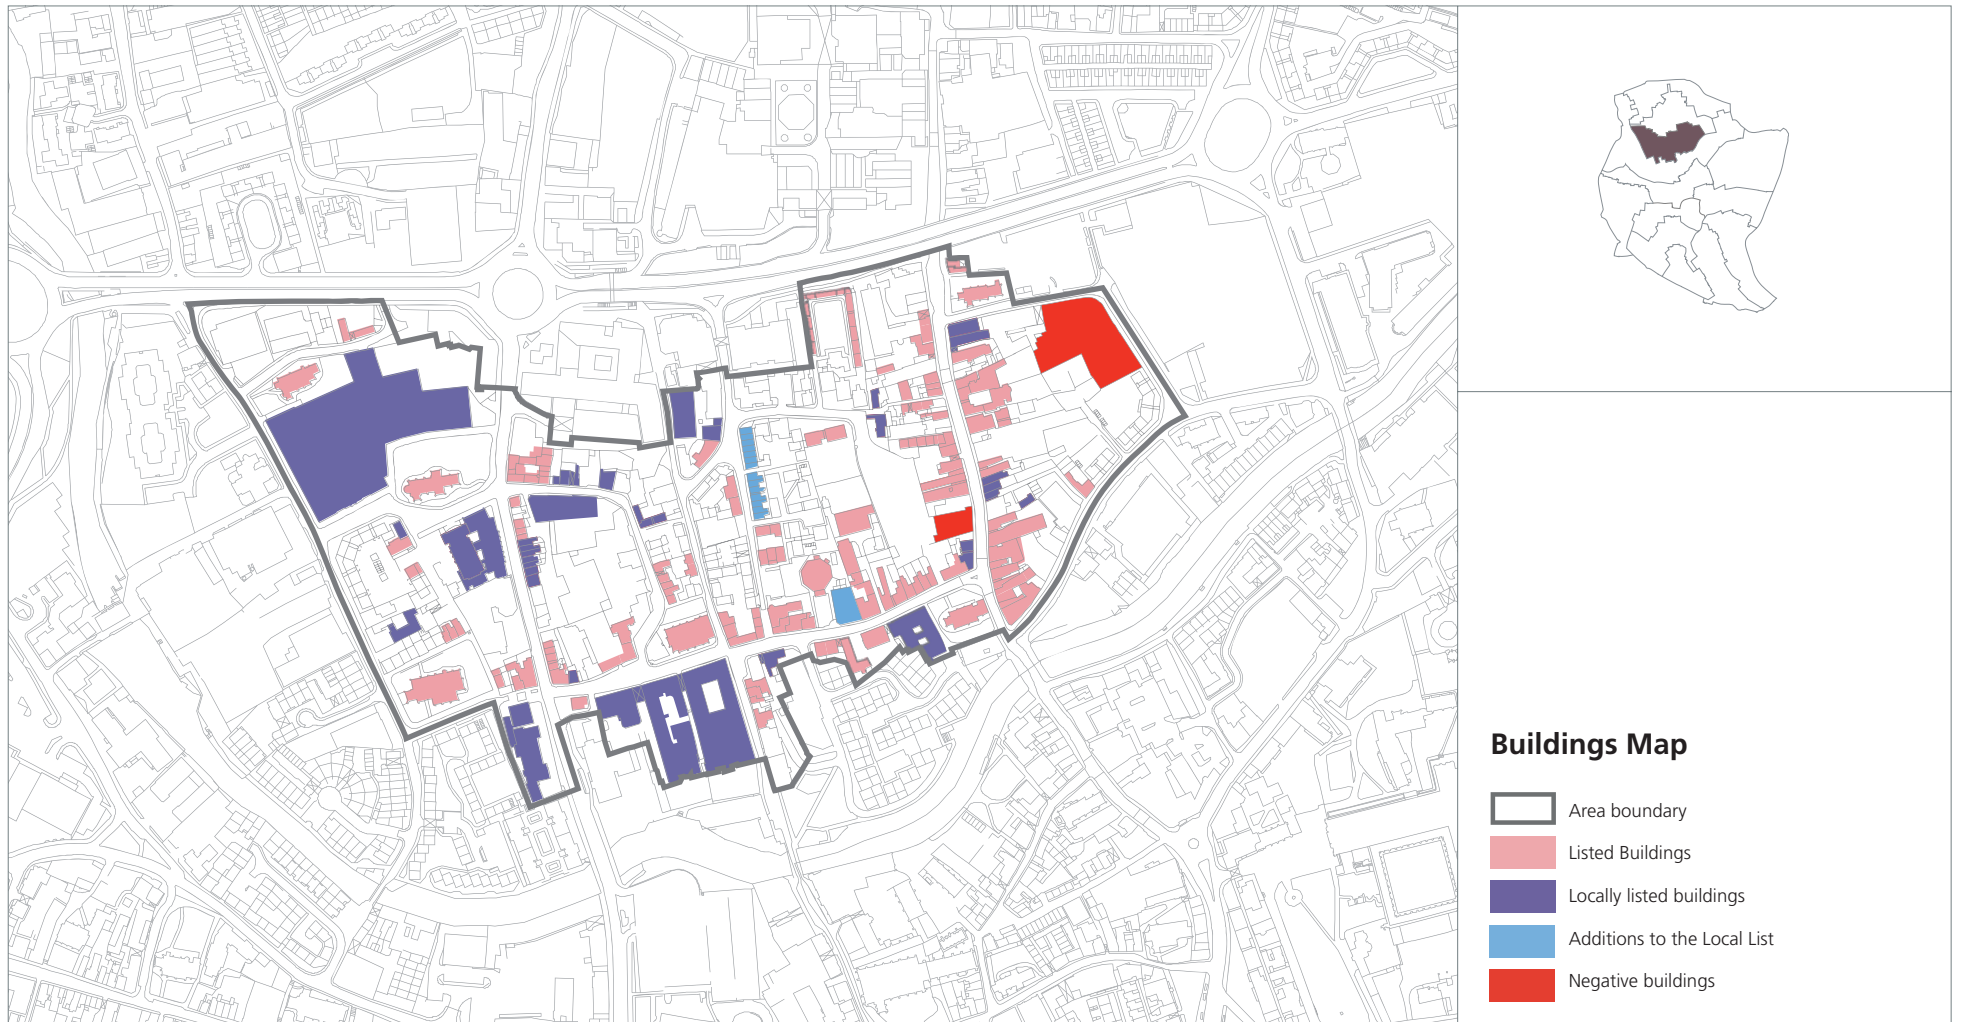 Buildings Map
Area boundary
Listed Buildings
Locally listed buildings
Additions to the Local List
Negative buildings